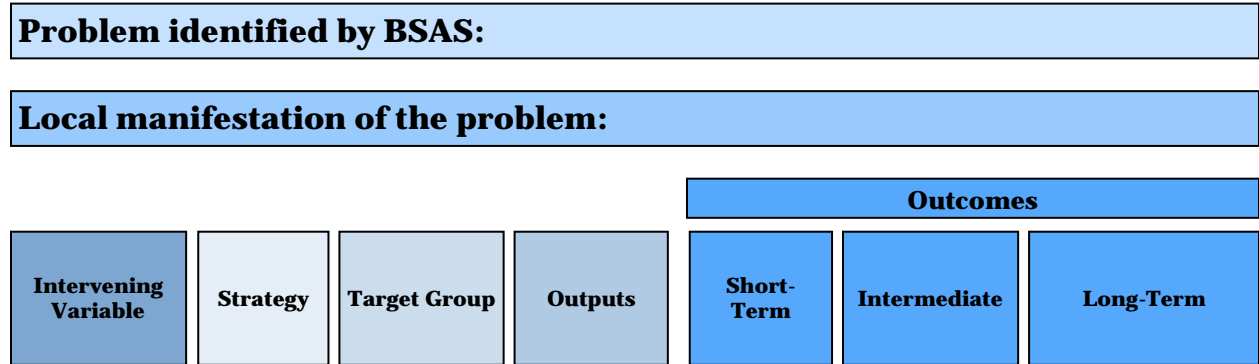 Problem identified by BSAS:
Local manifestation of the problem:
Outcomes
Intervening
Variable
Strategy
Target Group
Outputs
Short-
Term
Intermediate
Long-Term